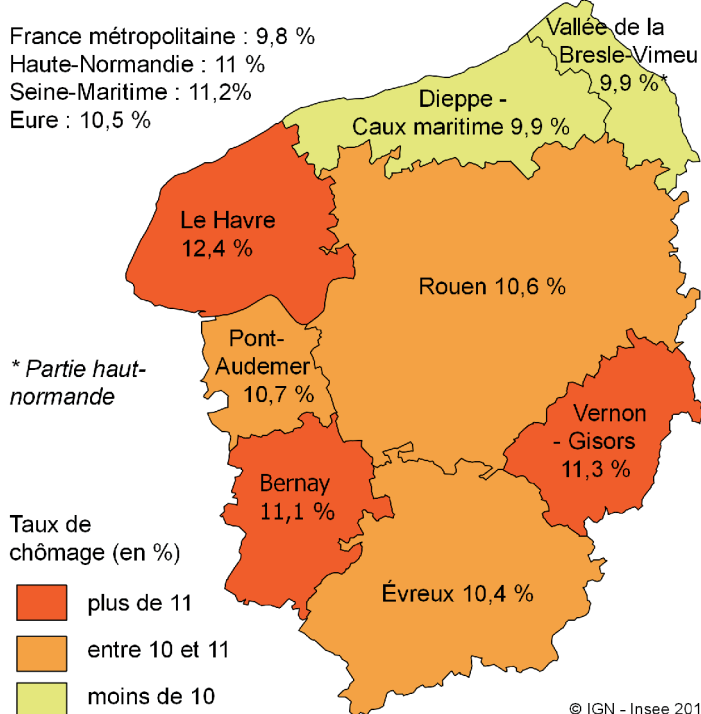 France métropolitaine : 9,8 %
Haute-Normandie : 11 %
Seine-Maritime : 11,2%
Eure : 10,5 %
Vallée de la
Bresle-Vimeu
9,9 %*
Dieppe -
Caux maritime 9,9 %
Le Havre
12,4 %
Rouen 10,6 %
Pont-
Audemer
10,7 %
* Partie haut-
normande
Vernon
- Gisors
11,3 %
Bernay
11,1 %
Évreux 10,4 %
Taux de
chômage (en %)
plus de 11
entre 10 et 11
moins de 10
© IGN - Insee